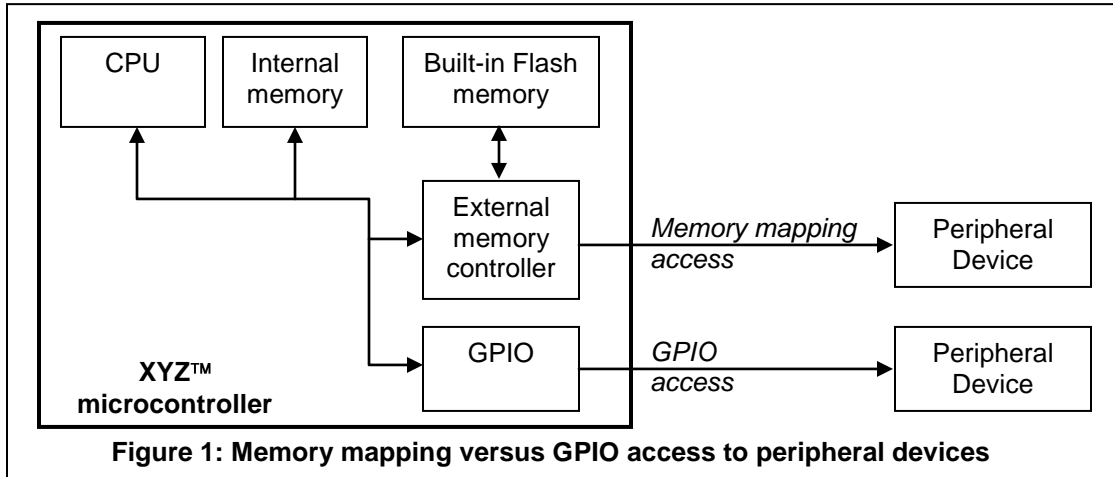 CPU
Internal
memory
Built-in Flash
memory
External
memory
controller
Memory mapping
access
Peripheral
Device
GPIO
GPIO
access
Peripheral
Device
XYZ™
microcontroller
Figure 1: Memory mapping versus GPIO access to peripheral devices